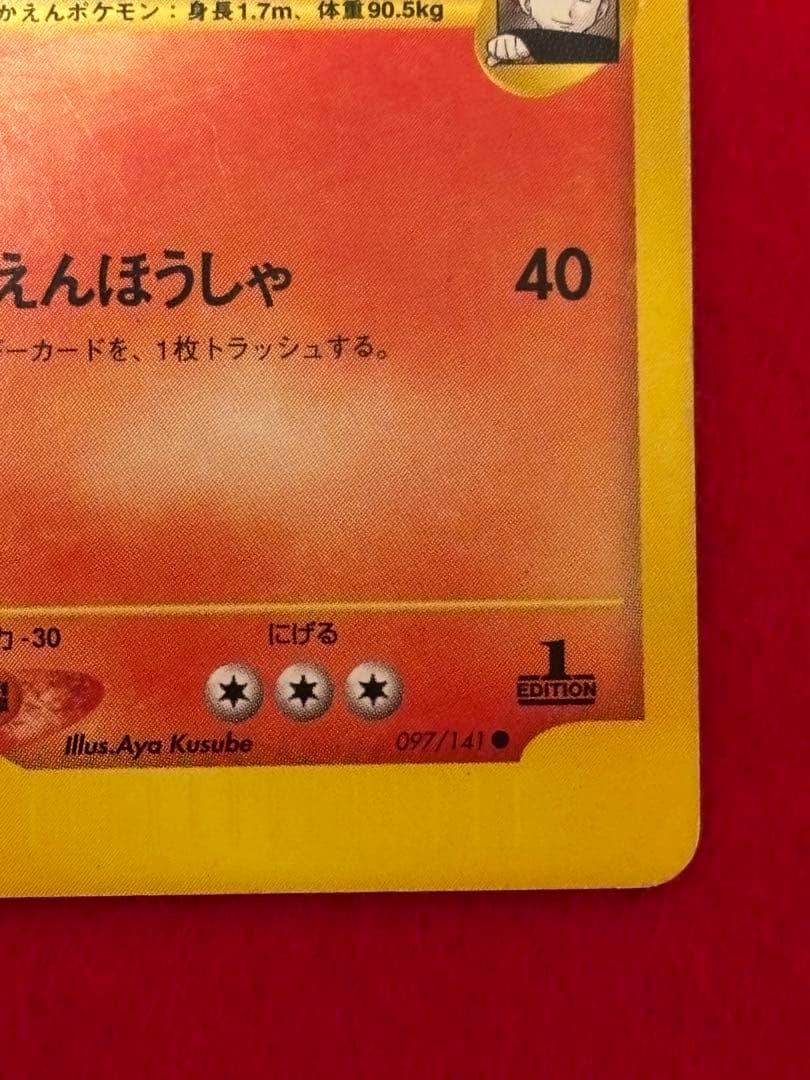 かえんポケモン：身長1.7m、体重90.5kg
えんほうしゃ 40
ーカードを、1枚トラッシュする。
力 -30 にげる
1
EDITION
Illus.Aya Kusube 097/141 ●